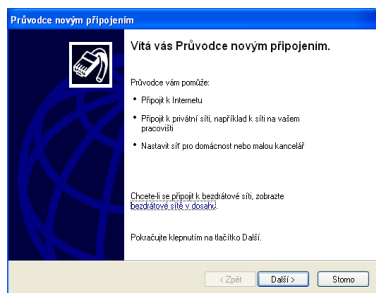 Průvodce novým připojením
Vítá vás Průvodce novým připojením.
Průvodce vám pomůže:
• Připojit k Internetu
• Připojit k privátní síti, například k síti na vašem
pracovišti
• Nastavit síť pro domácnost nebo malou kancelář
Chcete-li se připojit k bezdrátové síti, zobrazte
bezdrátové sítě v dosahu.
Pokračujte klepnutím na tlačítko Další.
< Zpět
Další >
Storno